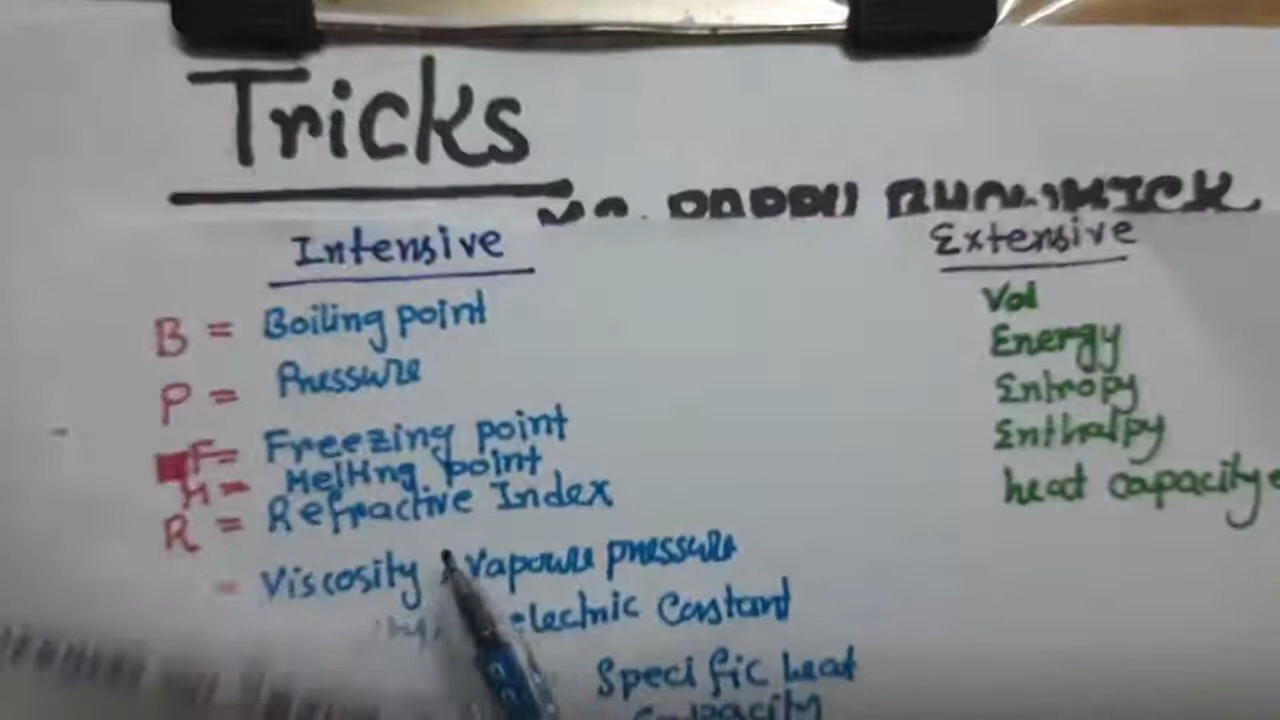 Tricks
Intensive
B = Boiling point
P = Pressure
F = Freezing point
M = Melting point
R = Refractive Index
= Viscosity, vapour pressure
electric constant
Specific heat
capacity
Extensive
Vol
Energy
Entropy
Enthalpy
heat capacity